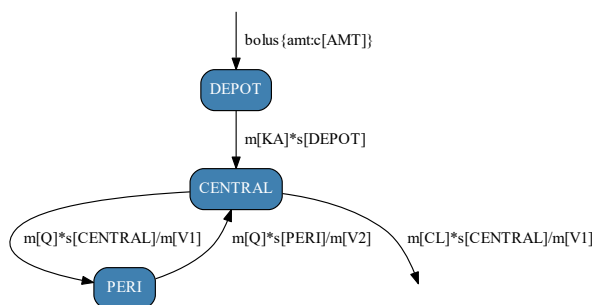 bolus{amt:c[AMT]}
DEPOT
m[KA]*s[DEPOT]
CENTRAL
m[Q]*s[CENTRAL]/m[V1]
m[Q]*s[PERI]/m[V2]
m[CL]*s[CENTRAL]/m[V1]
PERI